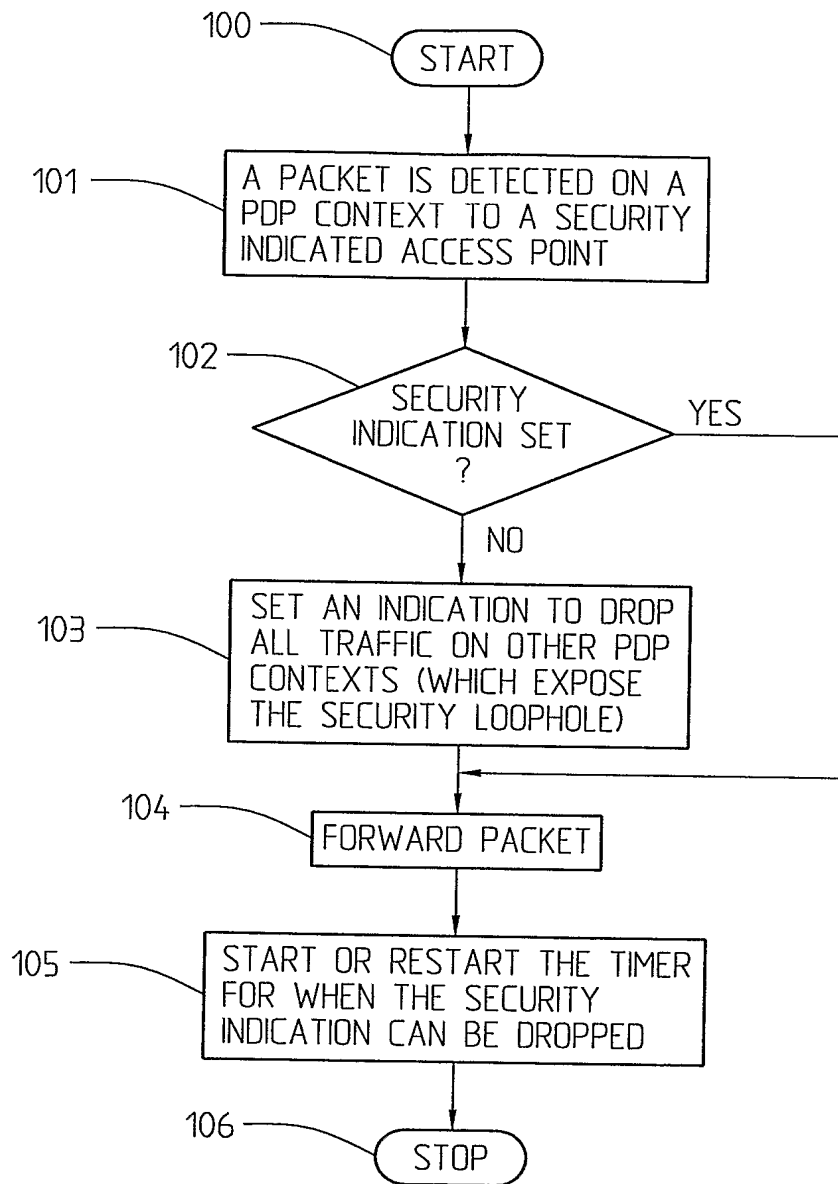 100
START
101
A PACKET IS DETECTED ON A
PDP CONTEXT TO A SECURITY
INDICATED ACCESS POINT
102
SECURITY
INDICATION SET
?
YES
NO
103
SET AN INDICATION TO DROP
ALL TRAFFIC ON OTHER PDP
CONTEXTS (WHICH EXPOSE
THE SECURITY LOOPHOLE)
104
FORWARD PACKET
105
START OR RESTART THE TIMER
FOR WHEN THE SECURITY
INDICATION CAN BE DROPPED
106
STOP